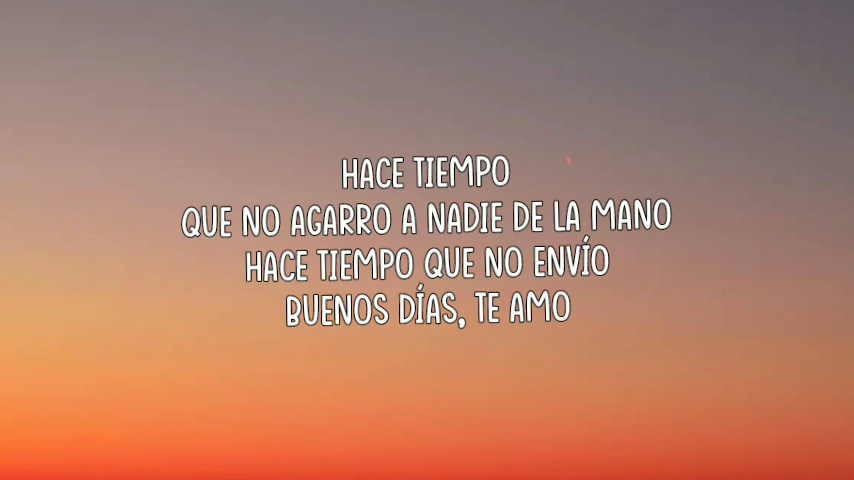 HACE TIEMPO
QUE NO AGARRO A NADIE DE LA MANO
HACE TIEMPO QUE NO ENVÍO
BUENOS DÍAS, TE AMO